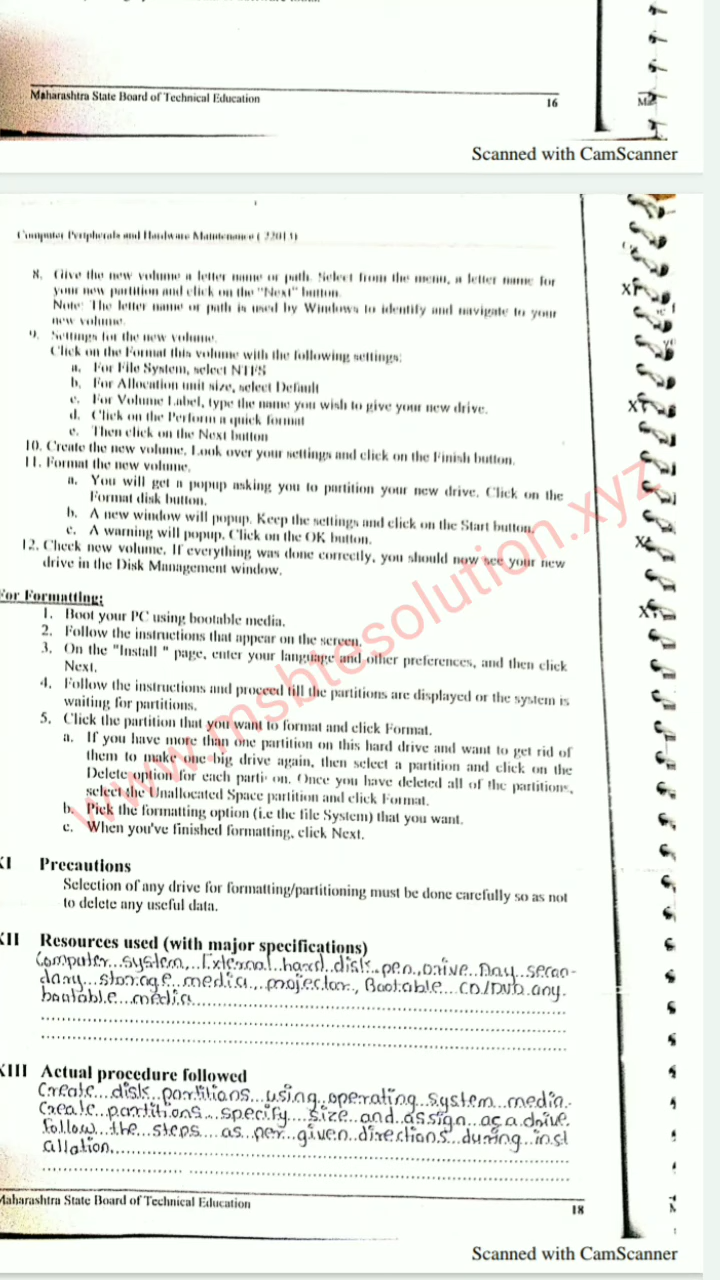 Maharashtra State Board of Technical Education 16
Scanned with CamScanner
Computer Peripherals and Hardware Maintenance ( 22013)
8. Give the new volume a letter name or path. Select from the menu, a letter name for
your new partition and click on the "Next" button.
Note: The letter name or path is used by Windows to identify and navigate to your
new volume.
9. Settings for the new volume.
Click on the Format this volume with the following settings:
a. For File System, select NTFS
b. For Allocation unit size, select Default
c. For Volume Label, type the name you wish to give your new drive.
d. Click on the Perform a quick format
e. Then click on the Next button
10. Create the new volume. Look over your settings and click on the Finish button.
11. Format the new volume.
a. You will get a popup asking you to partition your new drive. Click on the
Format disk button.
b. A new window will popup. Keep the settings and click on the Start button.
c. A warning will popup. Click on the OK button.
12. Check new volume. If everything was done correctly, you should now see your new
drive in the Disk Management window.
For Formatting:
1. Boot your PC using bootable media.
2. Follow the instructions that appear on the screen.
3. On the "Install " page, enter your language and other preferences, and then click
Next.
4. Follow the instructions and proceed till the partitions are displayed or the system is
waiting for partitions.
5. Click the partition that you want to format and click Format.
a. If you have more than one partition on this hard drive and want to get rid of
them to make one big drive again, then select a partition and click on the
Delete option for each parti on. Once you have deleted all of the partitions,
select the Unallocated Space partition and click Format.
b. Pick the formatting option (i.e the file System) that you want.
c. When you've finished formatting, click Next.
XI Precautions
Selection of any drive for formatting/partitioning must be done carefully so as not
to delete any useful data.
XII Resources used (with major specifications)
Computer system, External hard disk, pen, Drive Day secon-
dary storage media, projector, Bootable CD/DVD any.
bootable media
XIII Actual procedure followed
Create disk partitions using operating system media.
Create partitions specify size and assign as a drive.
follow the steps as per given directions during inst
allation
Maharashtra State Board of Technical Education 18
Scanned with CamScanner
www.msbtesolution.xyz